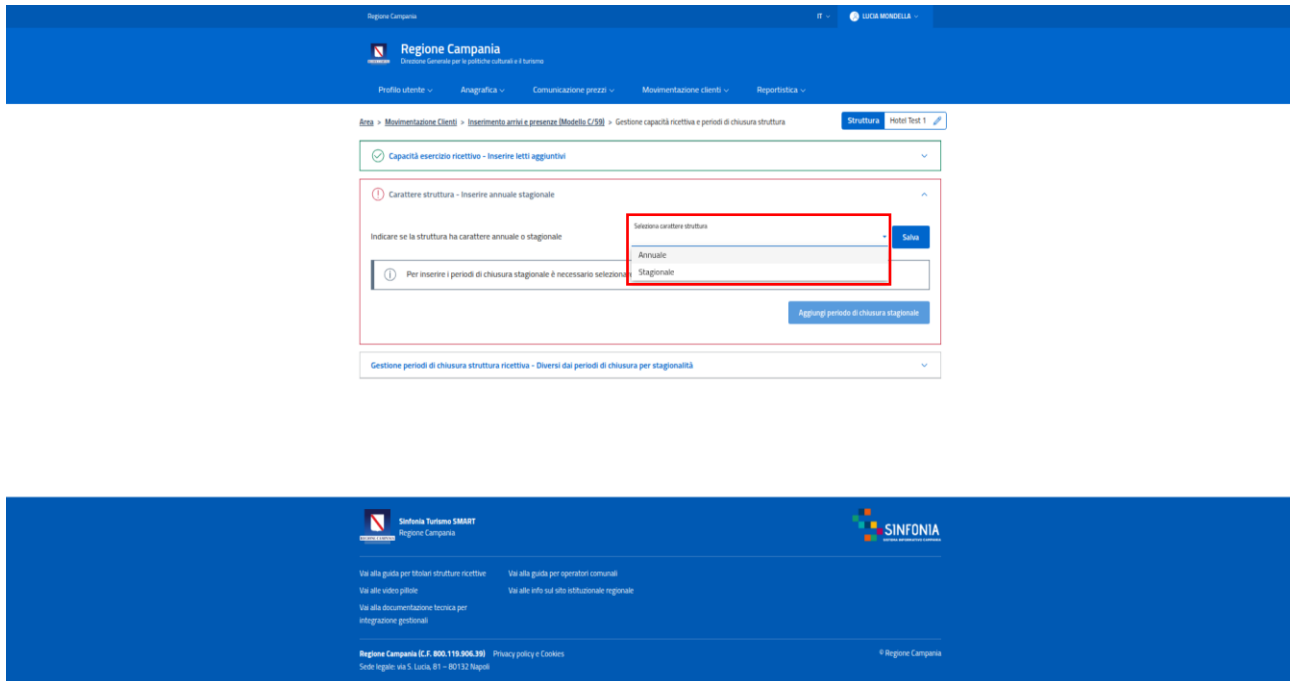 Regione Campania
IT
LUCIA MONDELLA
Regione Campania
Direzione Generale per le politiche culturali e il turismo
Profilo utente
Anagrafica
Comunicazione prezzi
Movimentazione clienti
Reportistica
Area > Movimentazione Clienti > Inserimento arrivi e presenze (Modello C/59) > Gestione capacità ricettiva e periodi di chiusura struttura
Struttura Hotel Test 1
Capacità esercizio ricettivo - Inserire letti aggiuntivi
Carattere struttura - Inserire annuale stagionale
Seleziona carattere struttura
Indicare se la struttura ha carattere annuale o stagionale
Salva
Annuale
Stagionale
Per inserire i periodi di chiusura stagionale è necessario seleziona
Aggiungi periodo di chiusura stagionale
Gestione periodi di chiusura struttura ricettiva - Diversi dai periodi di chiusura per stagionalità
Sinfonia Turismo SMART
Regione Campania
SINFONIA
SISTEMA INFORMATIVO CAMPANIA
Vai alla guida per titolari strutture ricettive
Vai alla guida per operatori comunali
Vai alle video pillole
Vai alle info sul sito istituzionale regionale
Vai alla documentazione tecnica per
integrazione gestionali
Regione Campania (C.F. 800.119.906.39) Privacy policy e Cookies
© Regione Campania
Sede legale: via S. Lucia, 81 – 80132 Napoli